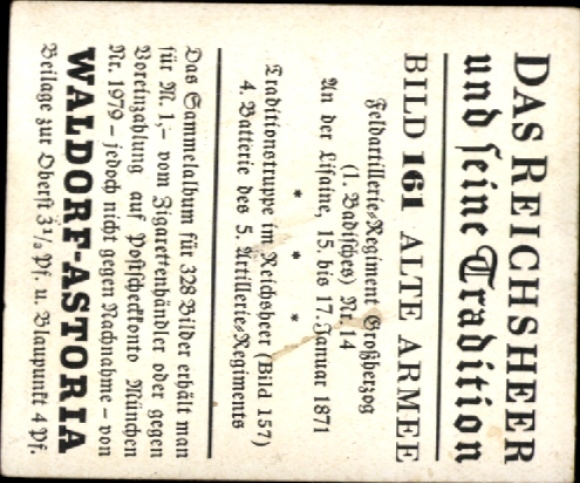 DAS REICHSHEER
und seine Tradition
BILD 161 ALTE ARMEE
Feldartillerie-Regiment Großherzog
(1. Badisches) Nr. 14
An der Lisaine, 15. bis 17. Januar 1871
* * *
Traditionstruppe im Reichsheer (Bild 157)
4. Batterie des 5. Artillerie-Regiments
Das Sammelalbum für 328 Bilder erhält man
für M. 1,- vom Zigarettenhändler oder gegen
Voreinzahlung auf Postscheckkonto München
Nr. 1979 – jedoch nicht gegen Nachnahme – von
WALDORF-ASTORIA
Beilage zur Oberst 3⅓ Pf. u. Blaupunkt 4 Pf.